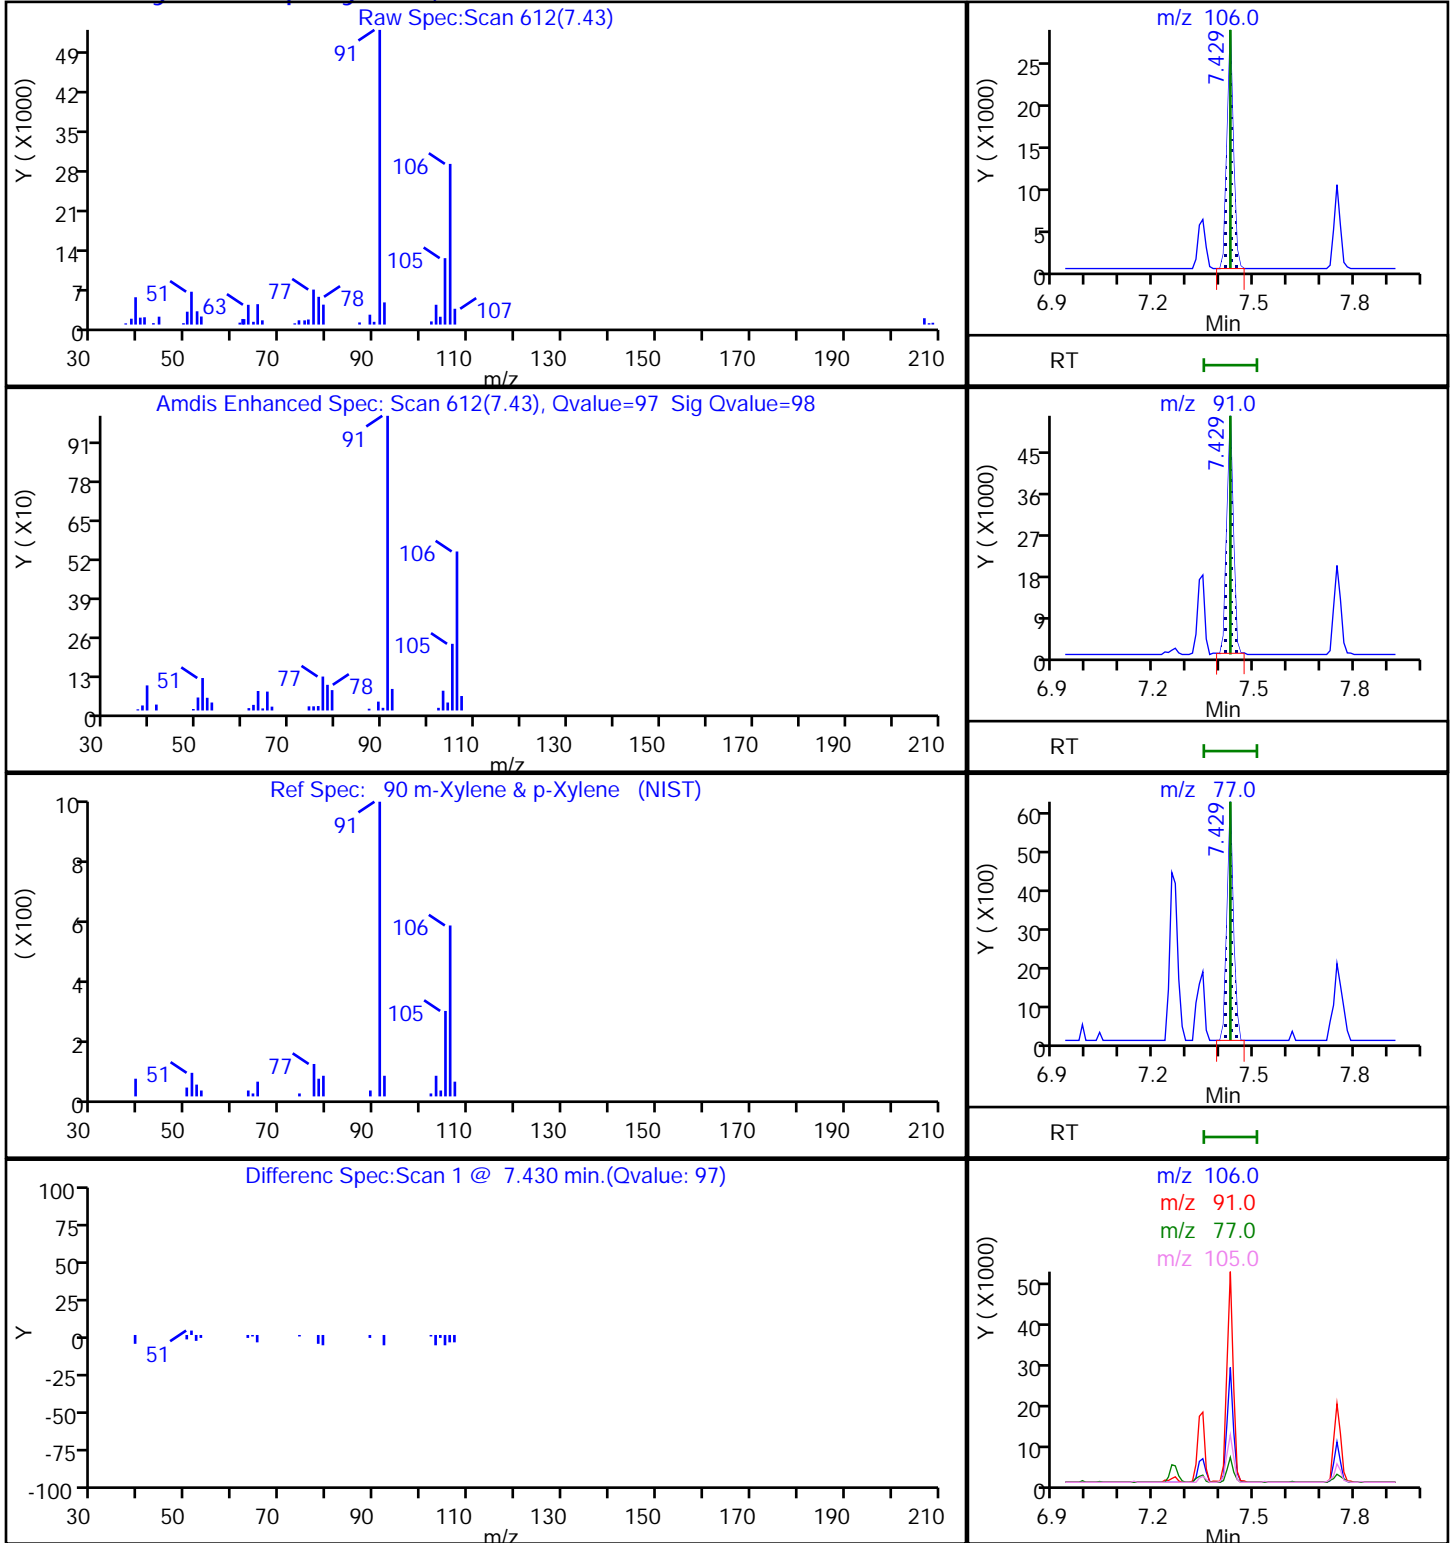 Raw Spec:Scan 612(7.43)
Y ( X1000)
49
42
35
28
21
14
7
0
91
106
105
51
63
77
78
107
30 50 70 90 110 130 150 170 190 210
m/z
m/z 106.0
Y ( X1000)
25
20
15
10
5
0
7.429
6.9 7.2 7.5 7.8
Min
RT
Amdis Enhanced Spec: Scan 612(7.43), Qvalue=97 Sig Qvalue=98
Y ( X10)
91
78
65
52
39
26
13
0
91
106
105
51
77
78
30 50 70 90 110 130 150 170 190 210
m/z
m/z 91.0
Y ( X1000)
45
36
27
18
9
0
7.429
6.9 7.2 7.5 7.8
Min
RT
Ref Spec: 90 m-Xylene & p-Xylene (NIST)
( X100)
10
8
6
4
2
0
91
106
105
51
77
30 50 70 90 110 130 150 170 190 210
m/z 77.0
Y ( X100)
60
50
40
30
20
10
0
7.429
6.9 7.2 7.5 7.8
Min
RT
Differenc Spec:Scan 1 @ 7.430 min.(Qvalue: 97)
Y
100
75
50
25
0
-25
-50
-75
-100
51
30 50 70 90 110 130 150 170 190 210
m/z
m/z 106.0
m/z 91.0
m/z 77.0
m/z 105.0
Y ( X1000)
50
40
30
20
10
0
6.9 7.2 7.5 7.8
Min